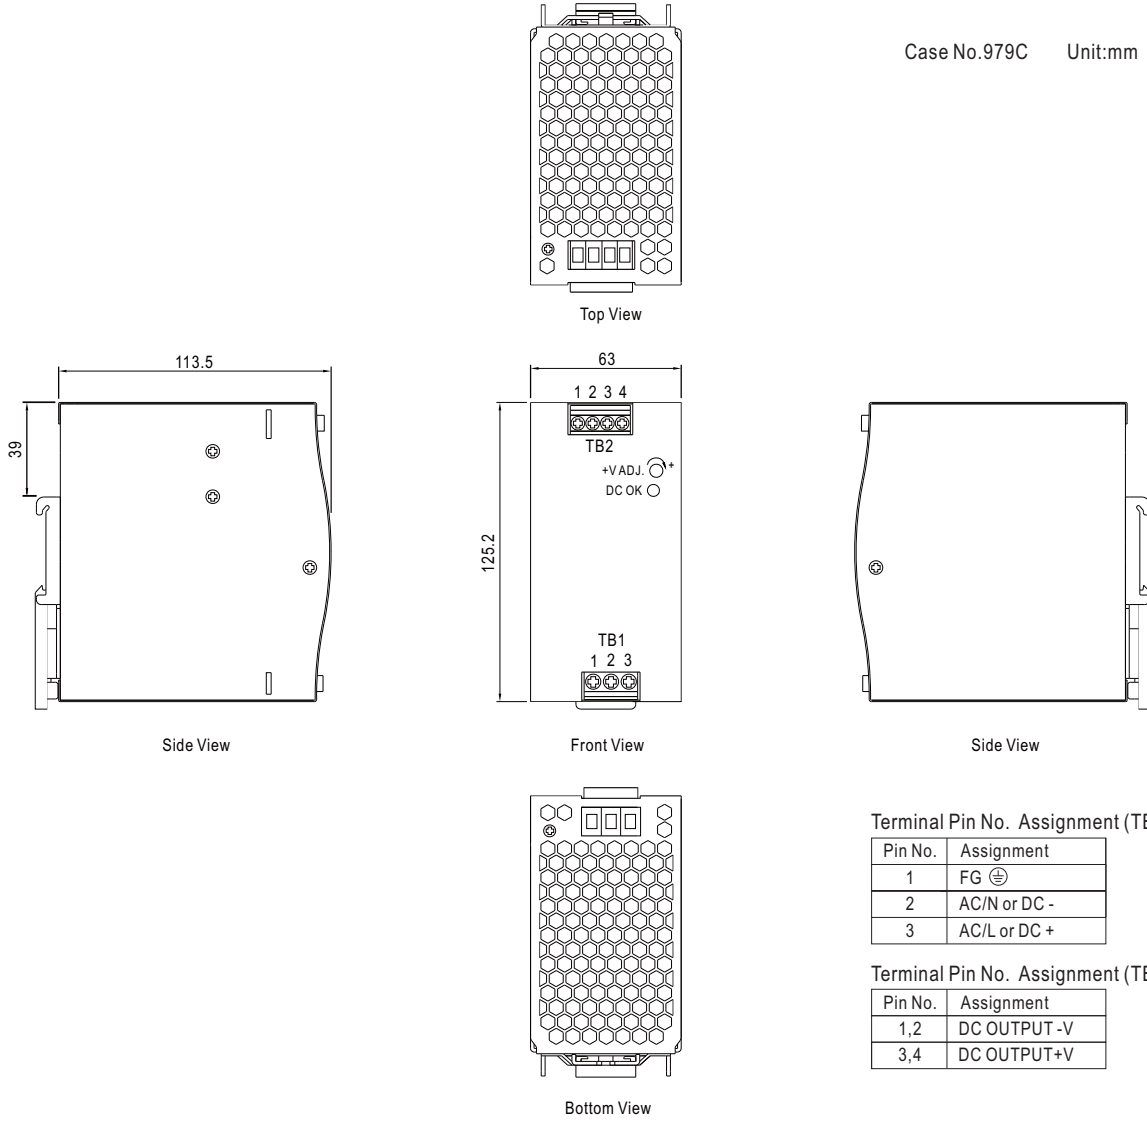 Case No.979C Unit:mm
Top View
113.5
63
1 2 3 4
39
TB2
+V ADJ. +
DC OK
125.2
TB1
1 2 3
Side View
Front View
Side View
Terminal Pin No. Assignment
Pin No. Assignment
1 FG
2 AC/N or DC -
3 AC/L or DC +
Terminal Pin No. Assignment
Pin No. Assignment
1,2 DC OUTPUT -V
3,4 DC OUTPUT+V
Bottom View